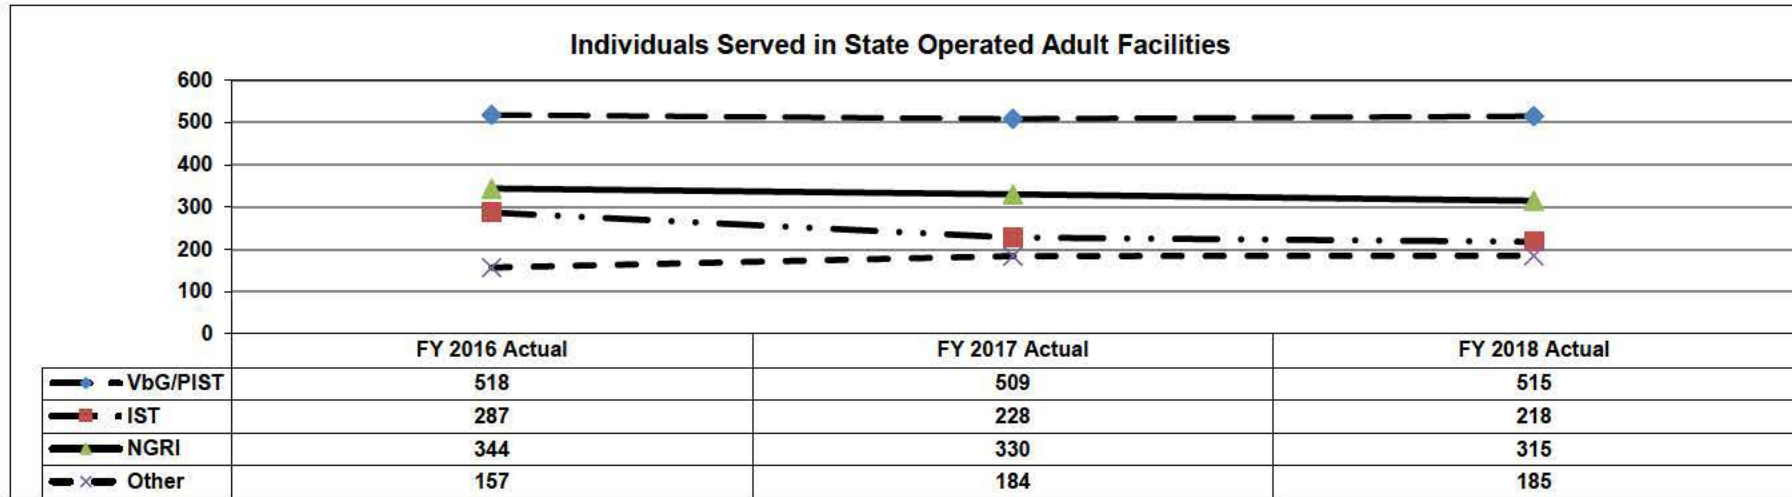 Individuals Served in State Operated Adult Facilities
600
500
400
300
200
100
0
FY 2016 Actual FY 2017 Actual FY 2018 Actual
VbG/PIST 518 509 515
IST 287 228 218
NGRI 344 330 315
Other 157 184 185